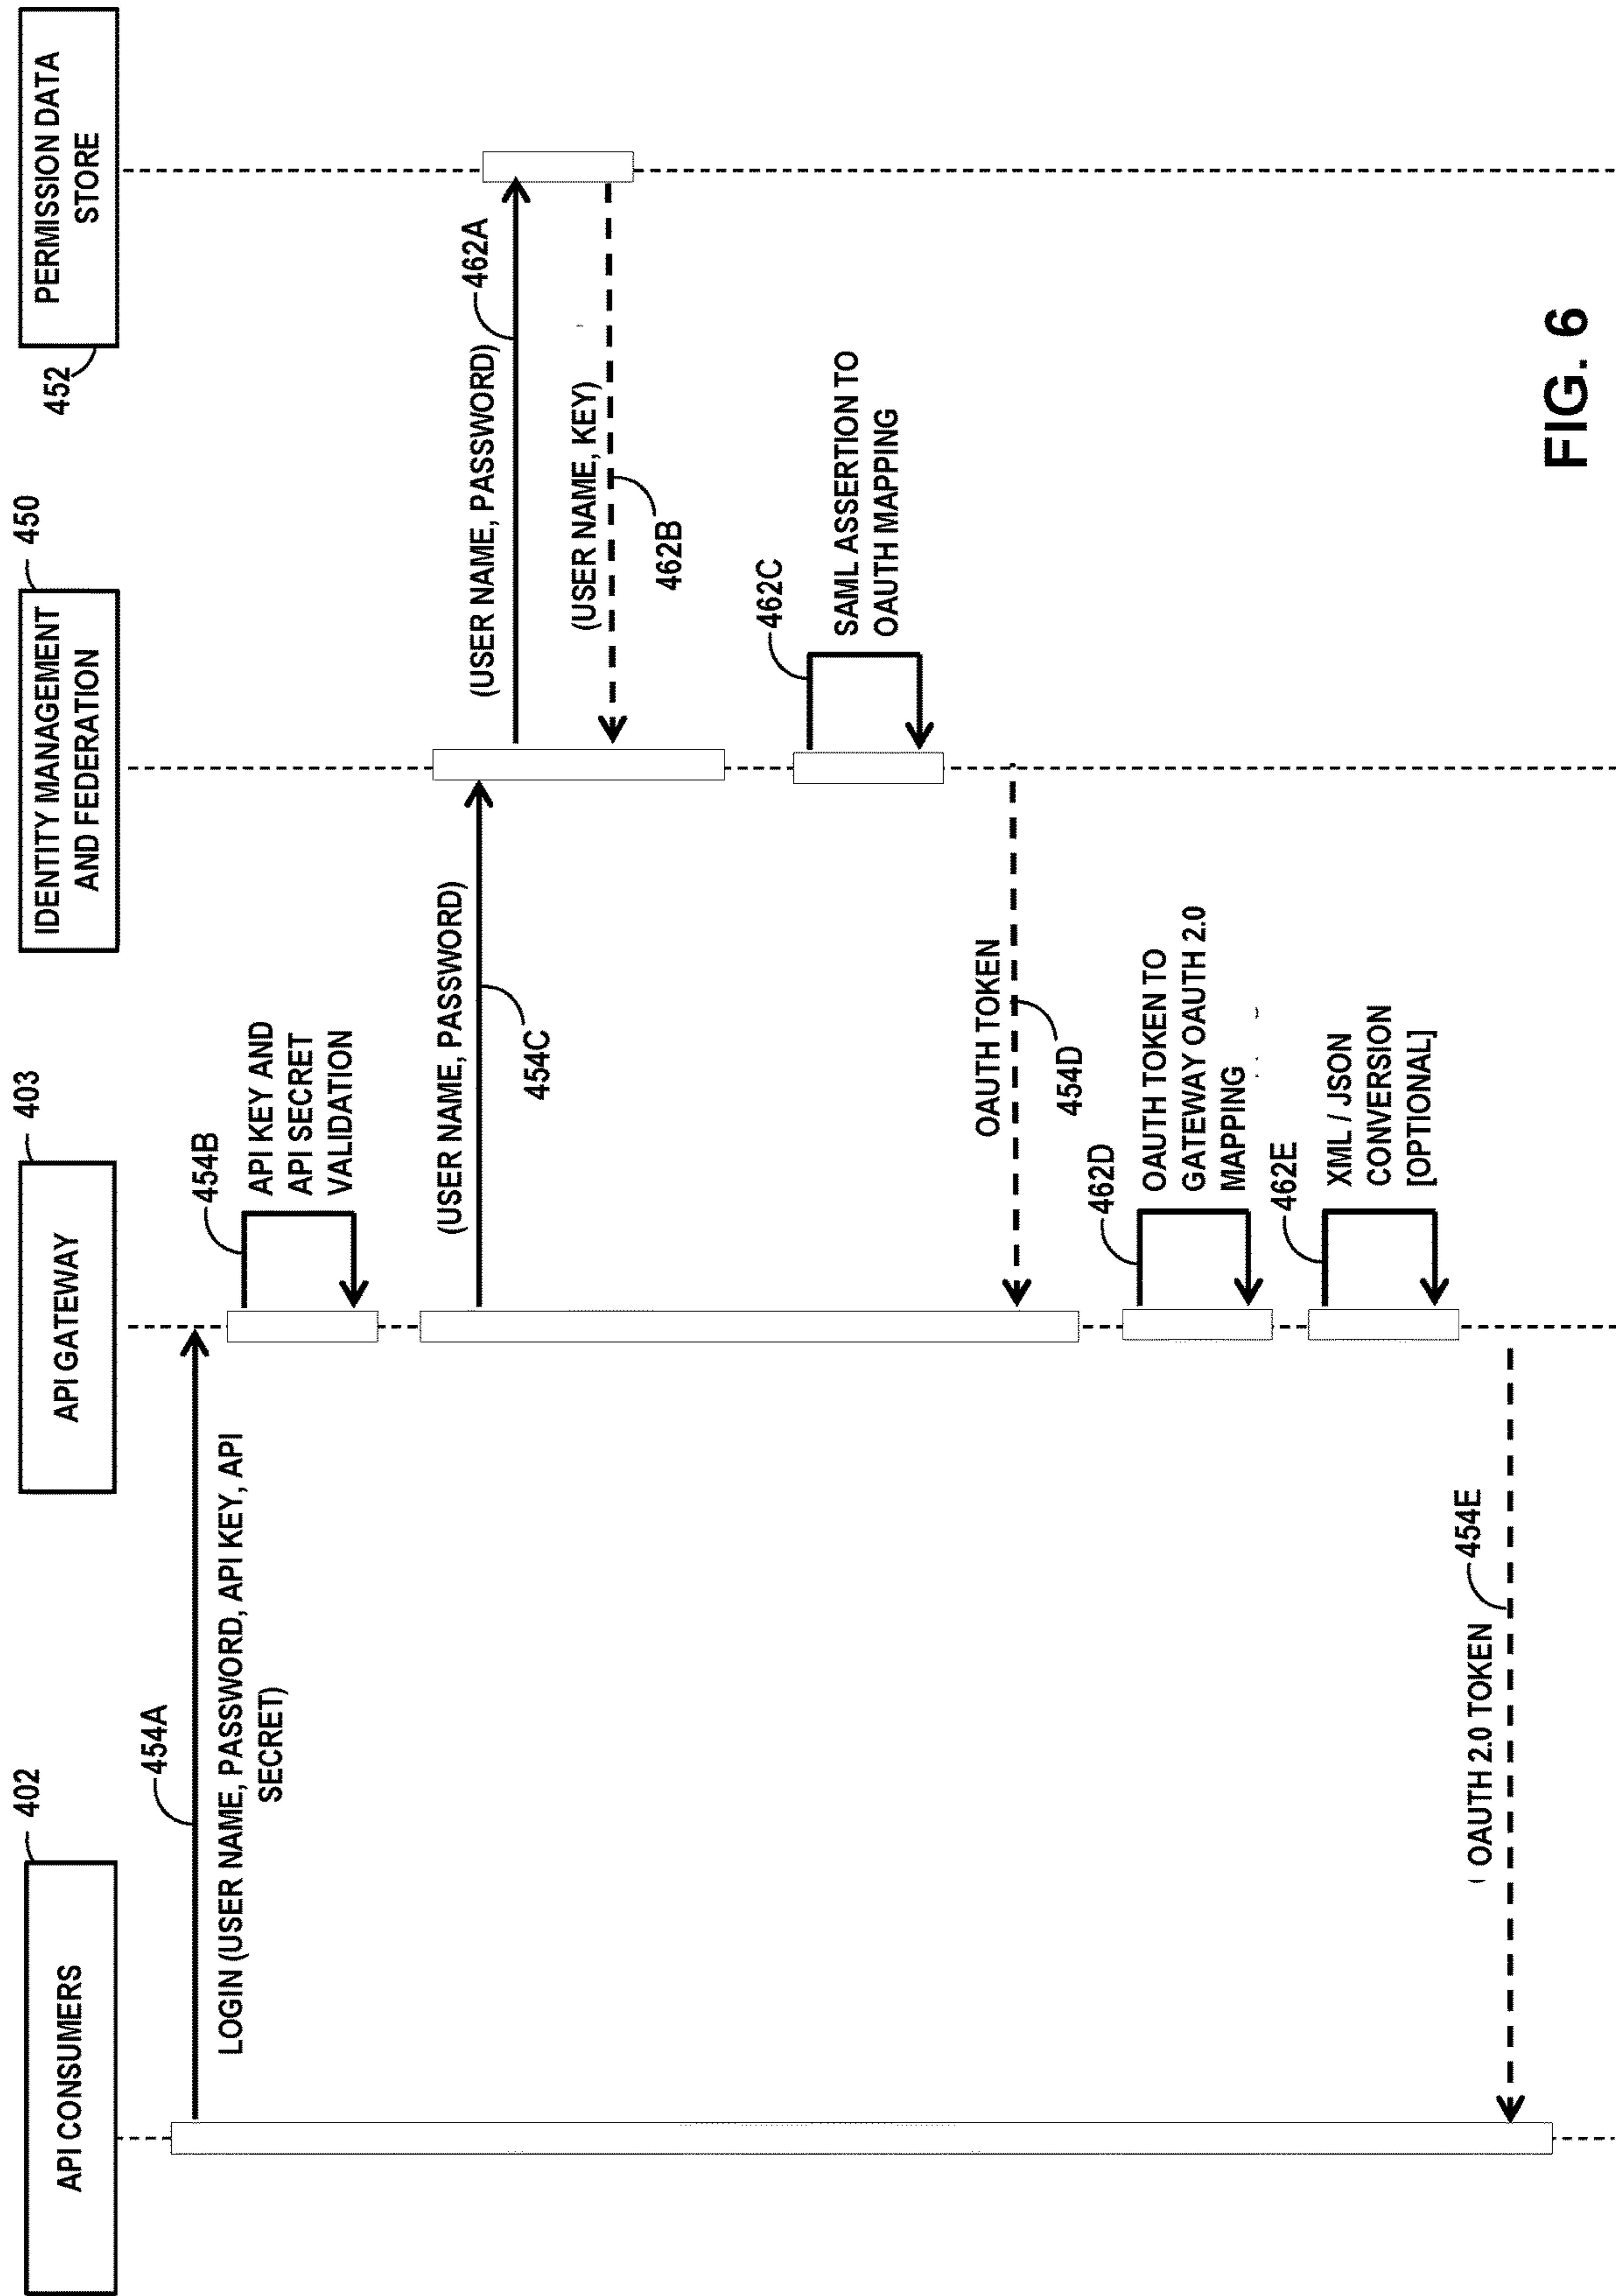 402
API CONSUMERS
403
API GATEWAY
450
IDENTITY MANAGEMENT
AND FEDERATION
452
PERMISSION DATA
STORE
454A
LOGIN (USER NAME, PASSWORD, API KEY, API
SECRET)
454B
API KEY AND
API SECRET
VALIDATION
(USER NAME, PASSWORD)
454C
(USER NAME, PASSWORD)
462A
(USER NAME, KEY)
462B
462C
SAML ASSERTION TO
OAUTH MAPPING
OAUTH TOKEN
454D
462D
OAUTH TOKEN TO
GATEWAY OAUTH 2.0
MAPPING
462E
XML / JSON
CONVERSION
[OPTIONAL]
( OAUTH 2.0 TOKEN
454E
FIG. 6